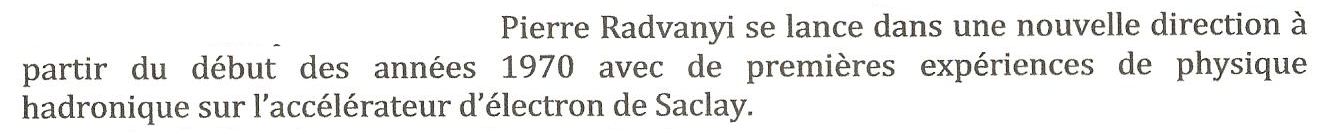 Pierre Radvanyi se lance dans une nouvelle direction à
partir du début des années 1970 avec de premières expériences de physique
hadronique sur l'accélérateur d'électron de Saclay.